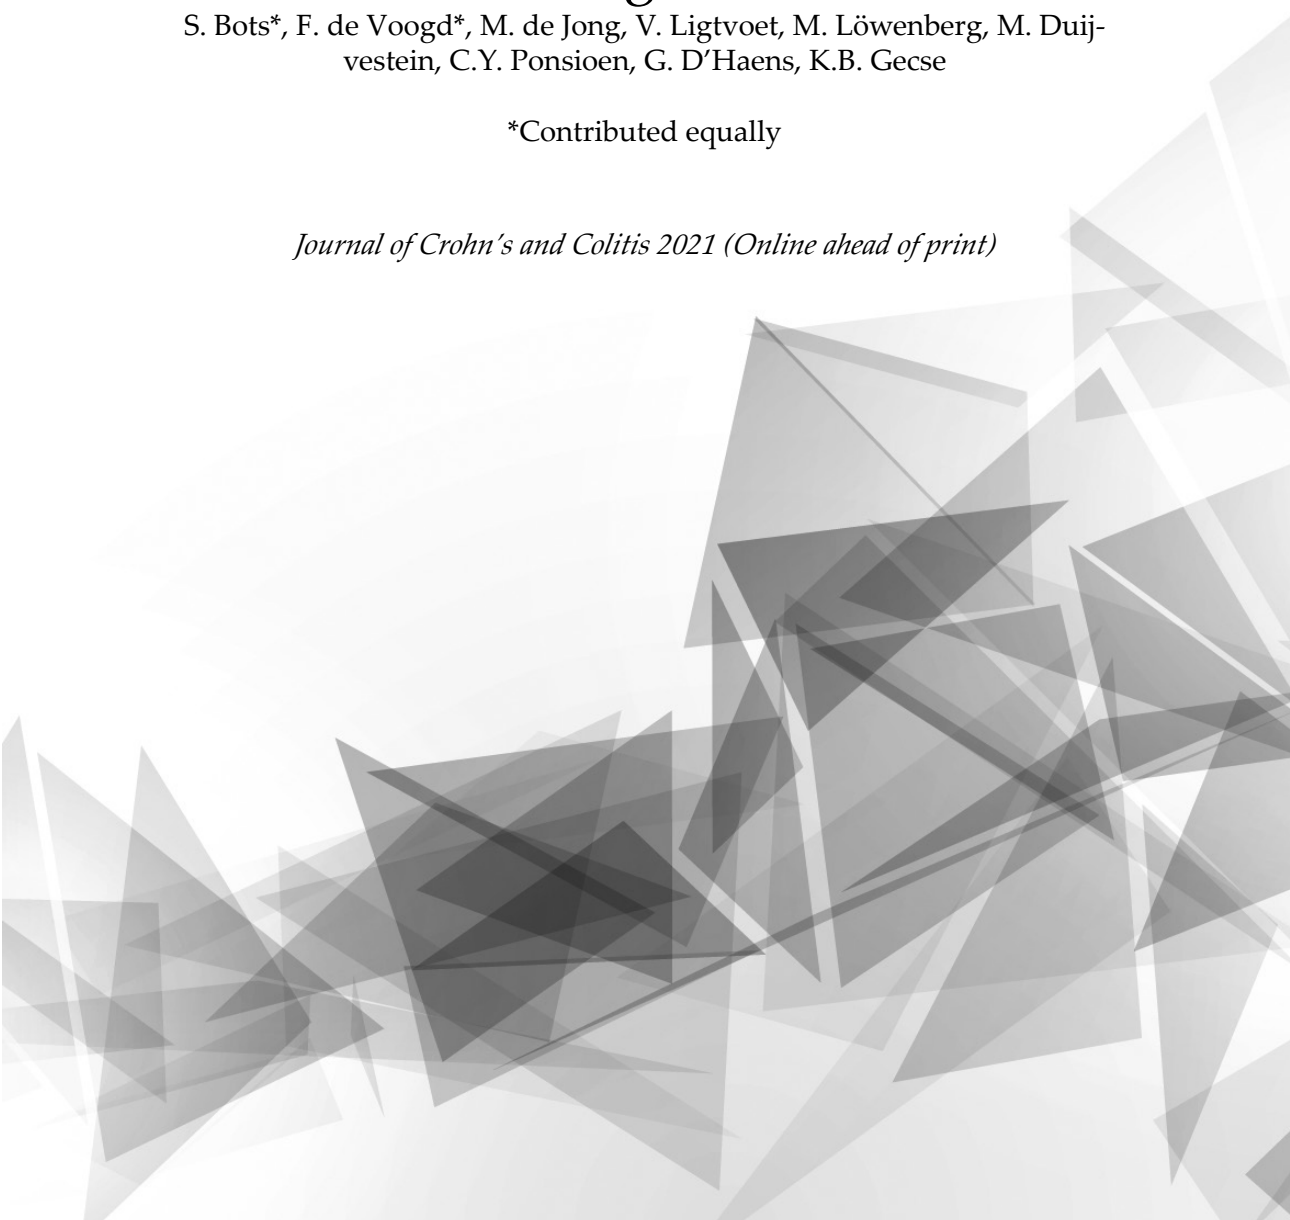 S. Bots*, F. de Voogd*, M. de Jong, V. Ligtvoet, M. Löwenberg, M. Duij-
vestein, C.Y. Ponsioen, G. D’Haens, K.B. Gecse
*Contributed equally
Journal of Crohn’s and Colitis 2021 (Online ahead of print)